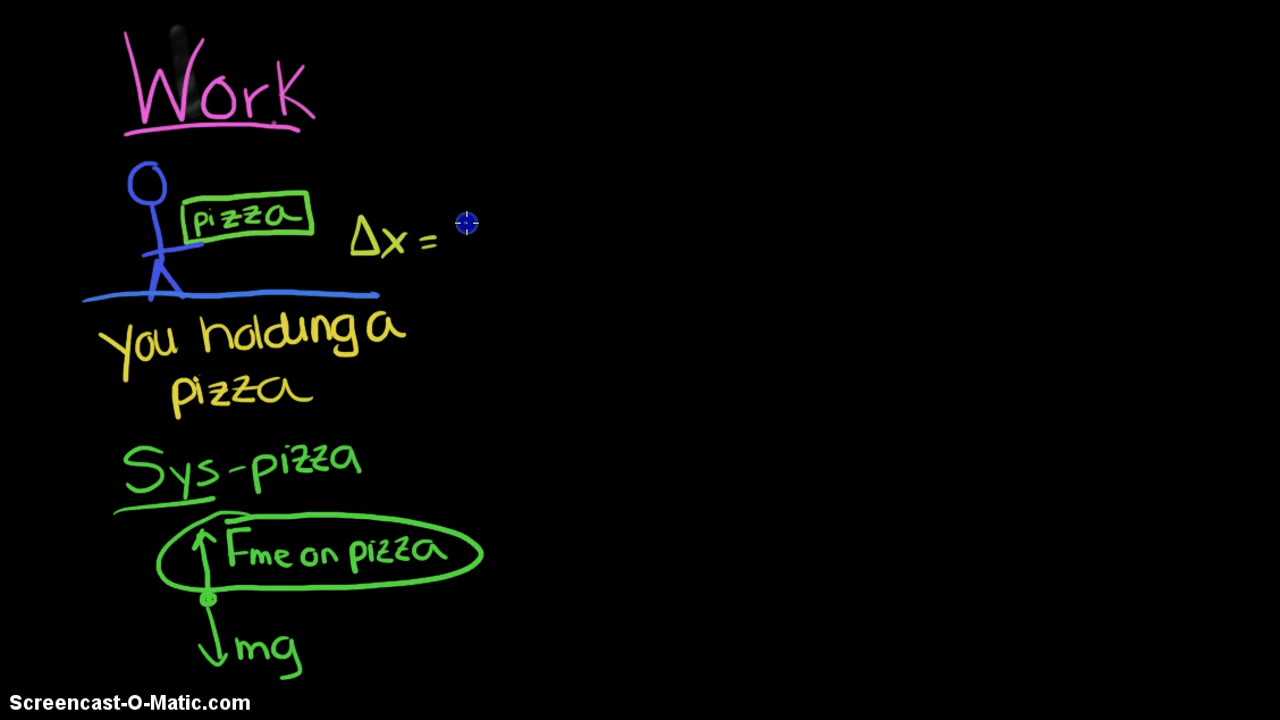 Work
pizza
Δx =
You holding a
pizza
Sys-pizza
Fme on pizza
mg
Screencast-O-Matic.com